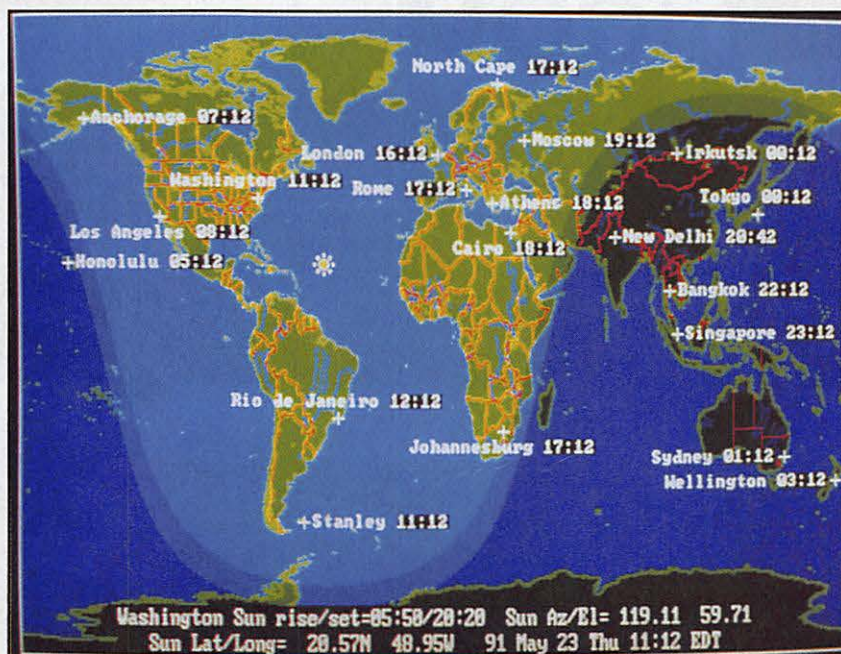 North Cape 17:12
Anchorage 07:12
Moscow 19:12
London 16:12
Irkutsk 00:12
Washington 11:12
Rome 17:12
Tokyo 00:12
Athens 18:12
Los Angeles 08:12
New Delhi 20:42
Cairo 18:12
Honolulu 05:12
Bangkok 22:12
Singapore 23:12
Rio de Janeiro 12:12
Johannesburg 17:12
Sydney 01:12
Wellington 03:12
Stanley 11:12
Washington Sun rise/set=05:50/20:20 Sun Az/El= 119.11 59.71
Sun Lat/Long= 20.57N 48.95W 91 May 23 Thu 11:12 EDT